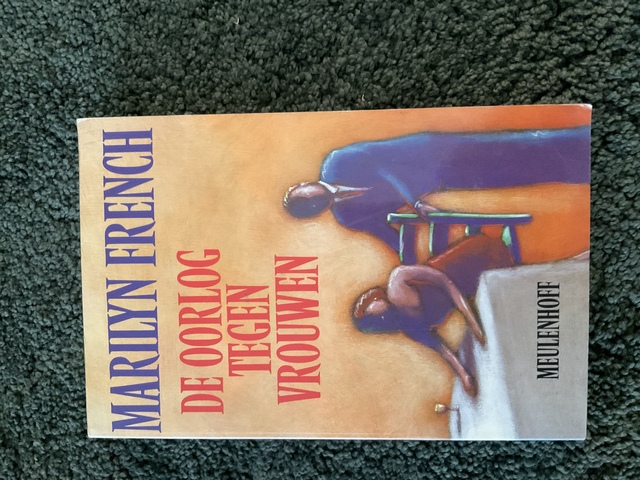 MARILYN FRENCH
DE OORLOG
TEGEN
VROUWEN
MEULENHOFF